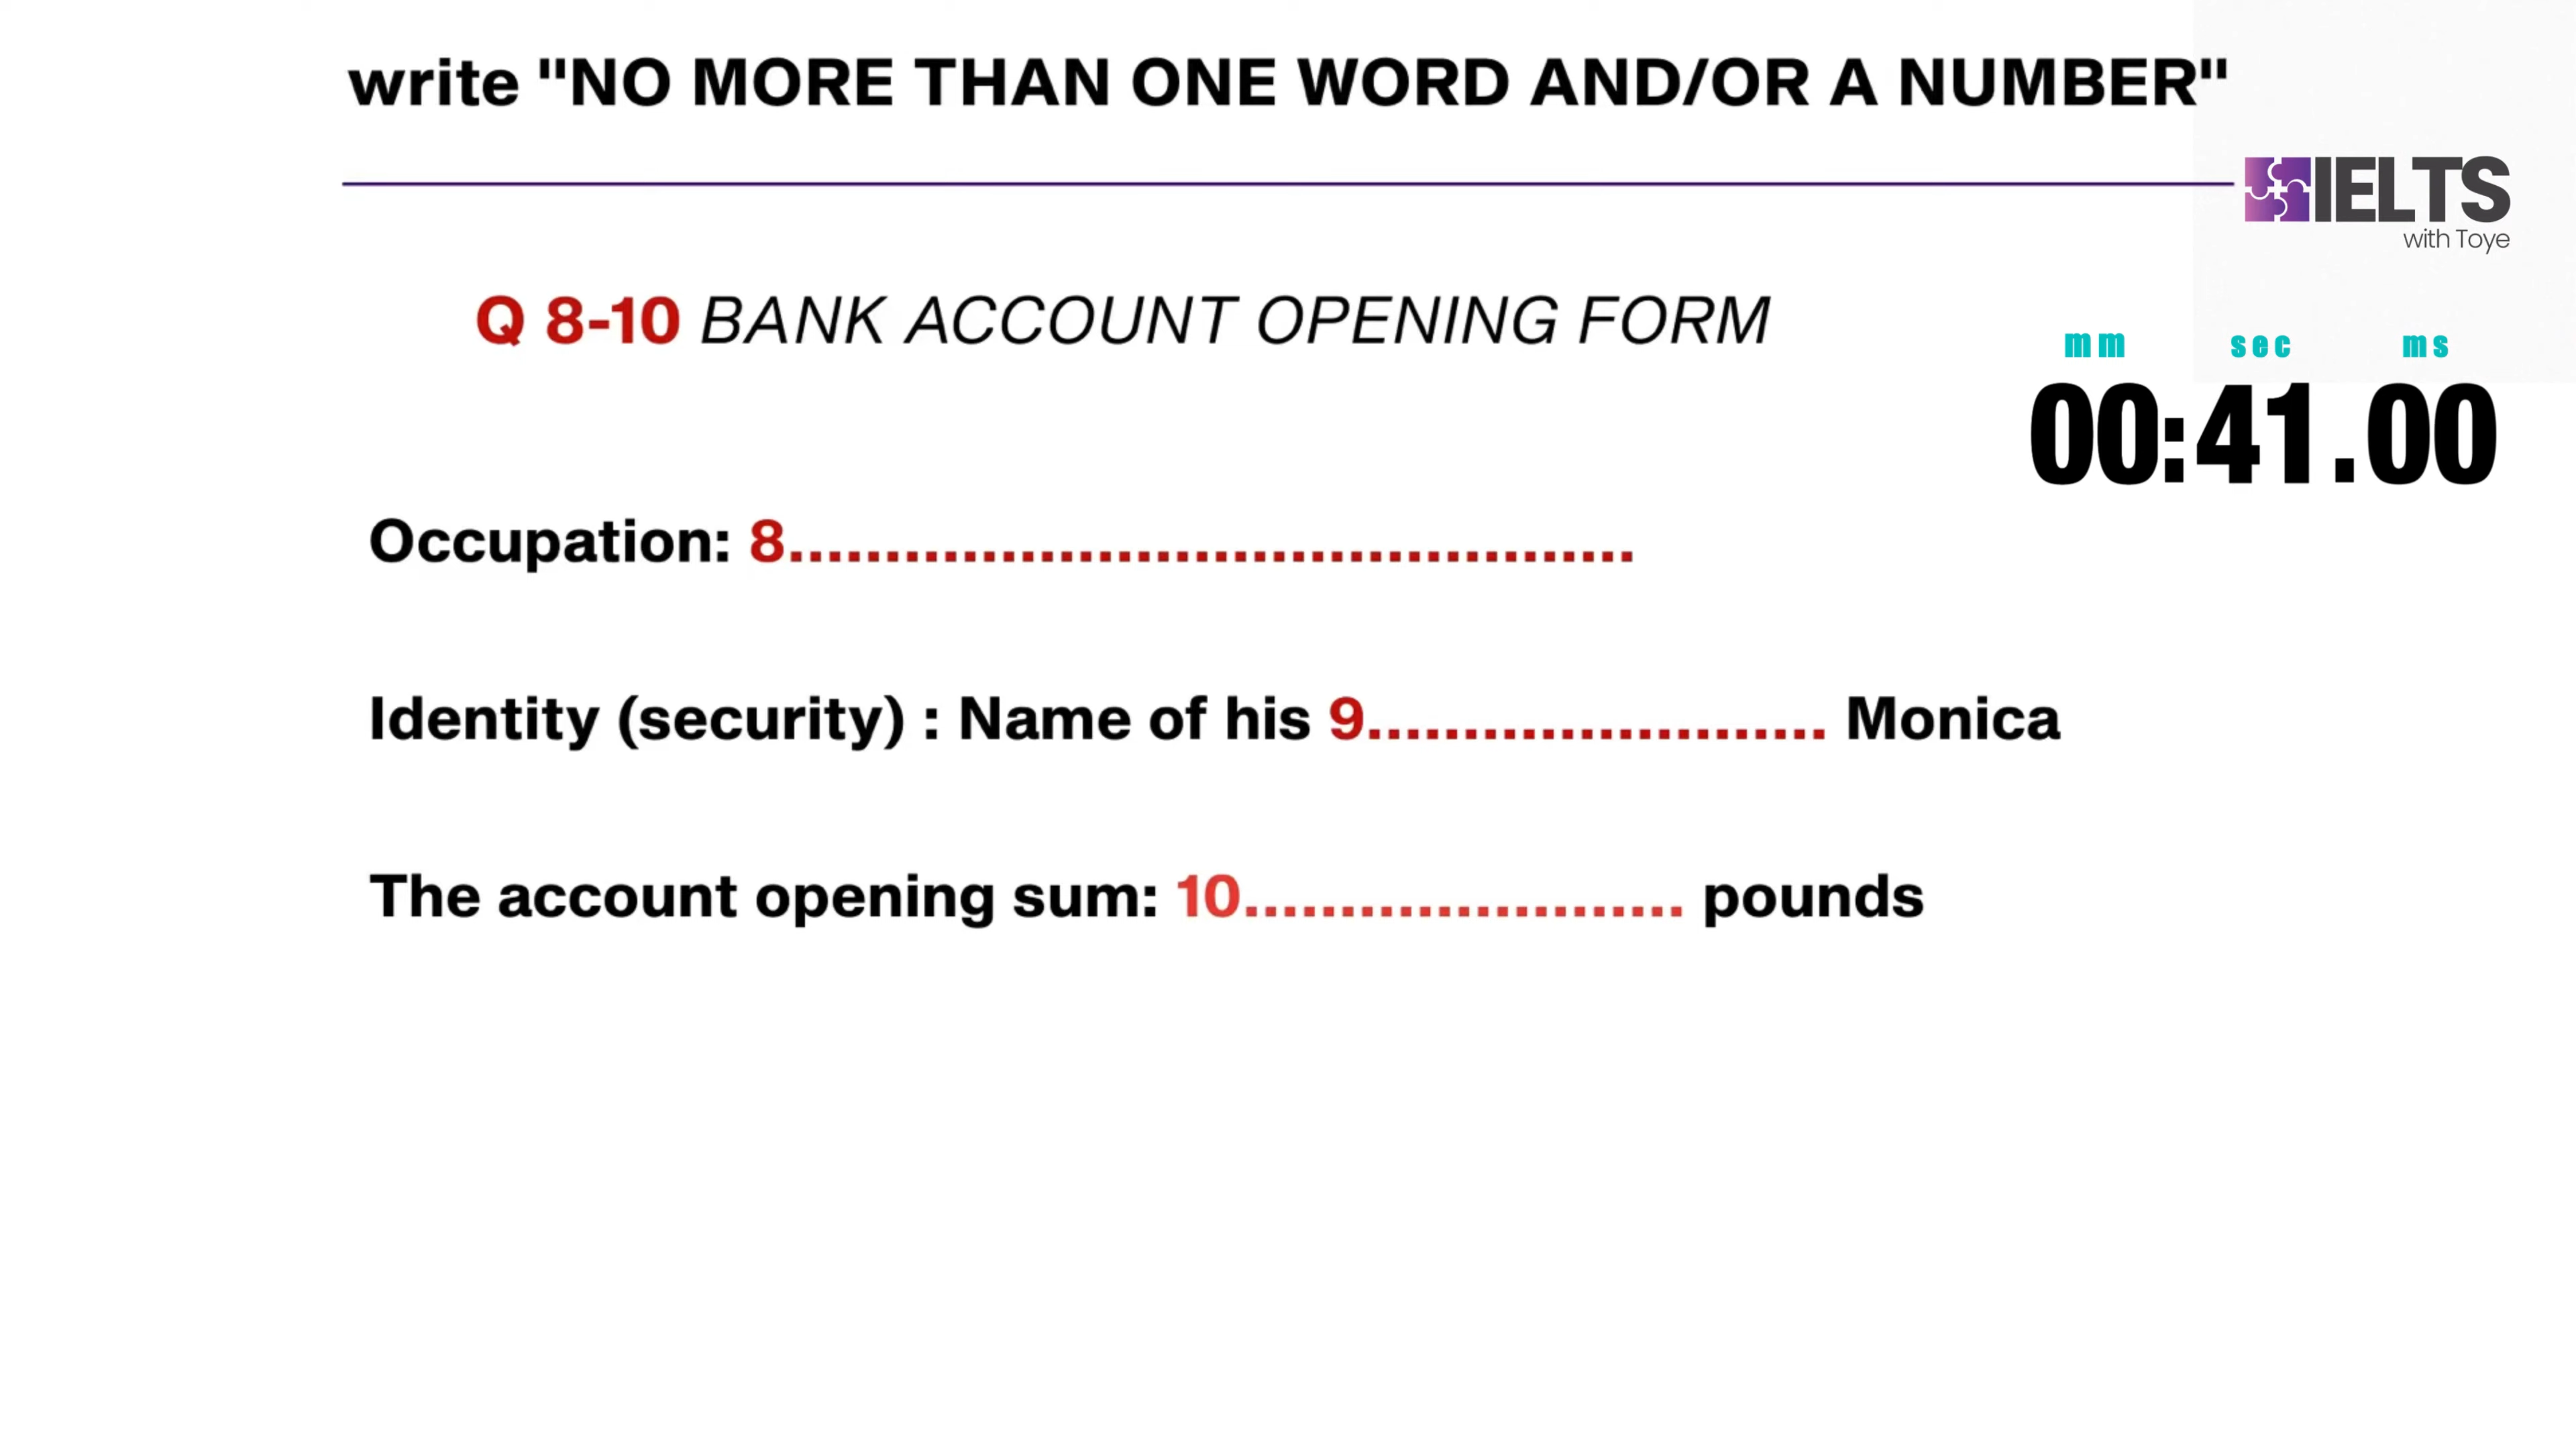 write "NO MORE THAN ONE WORD AND/OR A NUMBER"
IELTS
with Toye
Q 8-10 BANK ACCOUNT OPENING FORM
mm sec ms
00:41.00
Occupation: 8............................................
Identity (security) : Name of his 9........................ Monica
The account opening sum: 10....................... pounds